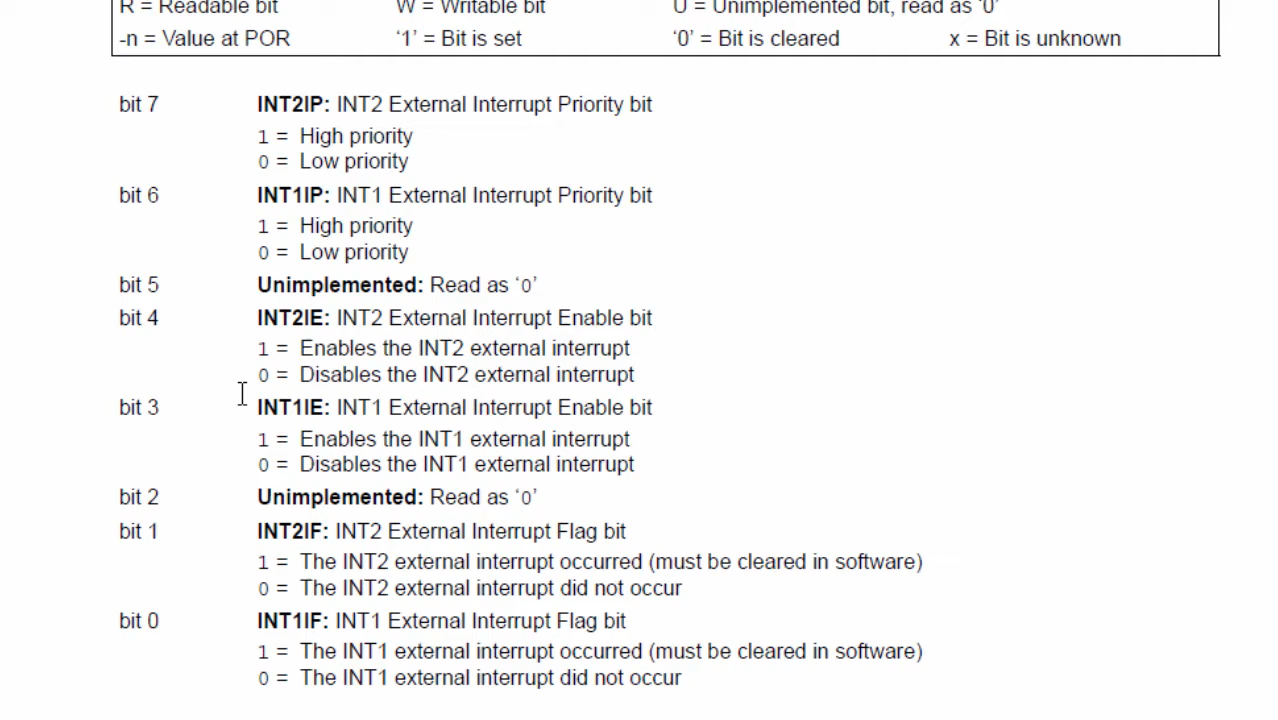 R = Readable bit W = Writable bit U = Unimplemented bit, read as ‘0’
-n = Value at POR ‘1’ = Bit is set ‘0’ = Bit is cleared x = Bit is unknown
bit 7 INT2IP: INT2 External Interrupt Priority bit
1 = High priority
0 = Low priority
bit 6 INT1IP: INT1 External Interrupt Priority bit
1 = High priority
0 = Low priority
bit 5 Unimplemented: Read as ‘0’
bit 4 INT2IE: INT2 External Interrupt Enable bit
1 = Enables the INT2 external interrupt
0 = Disables the INT2 external interrupt
bit 3 INT1IE: INT1 External Interrupt Enable bit
1 = Enables the INT1 external interrupt
0 = Disables the INT1 external interrupt
bit 2 Unimplemented: Read as ‘0’
bit 1 INT2IF: INT2 External Interrupt Flag bit
1 = The INT2 external interrupt occurred (must be cleared in software)
0 = The INT2 external interrupt did not occur
bit 0 INT1IF: INT1 External Interrupt Flag bit
1 = The INT1 external interrupt occurred (must be cleared in software)
0 = The INT1 external interrupt did not occur